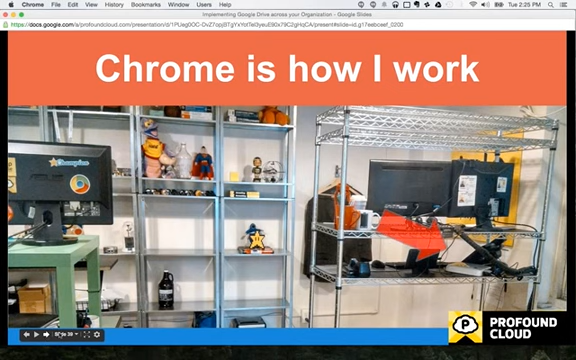 Chrome File Edit View History Bookmarks Window Users Help
Tue 2:25 PM
Implementing Google Drive across your Organization - Google Slides
Chrome is how I work
Champion
PROFOUND
CLOUD